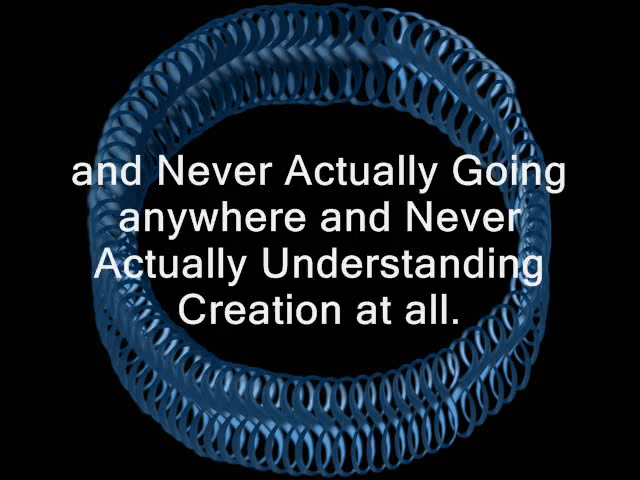 and Never Actually Going
anywhere and Never
Actually Understanding
Creation at all.